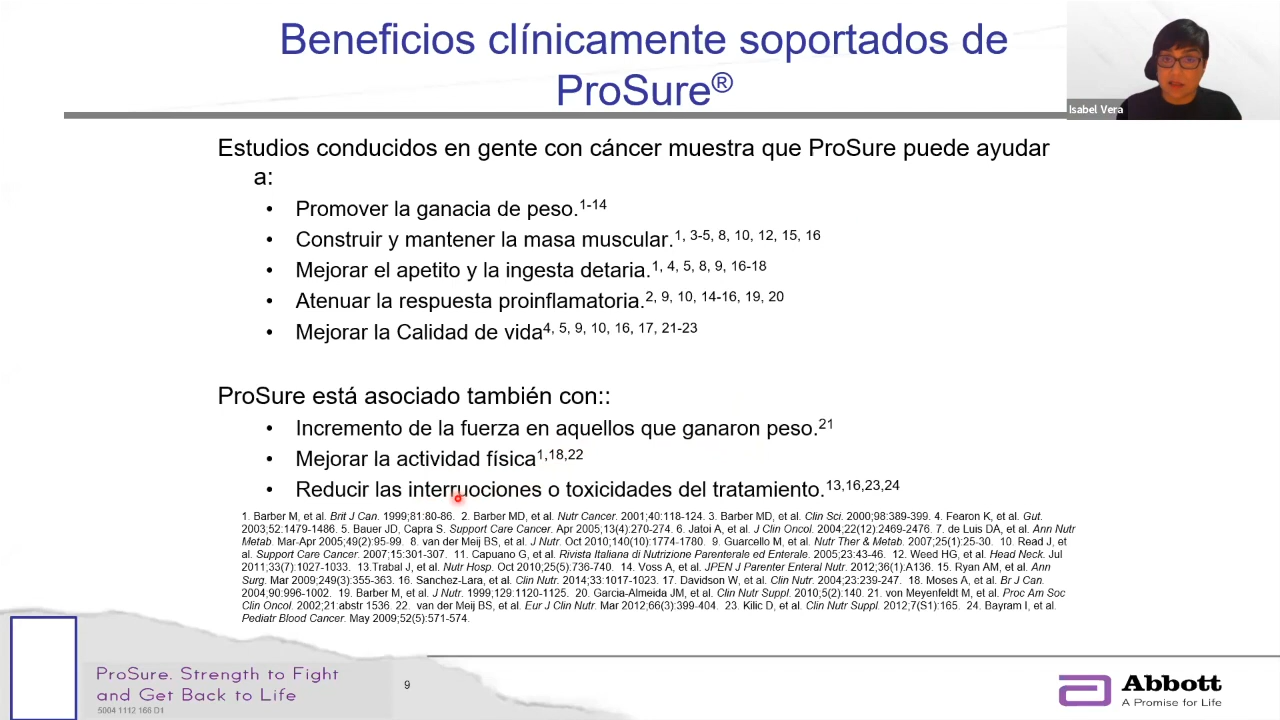 Beneficios clínicamente soportados de
ProSure®
Isabel Vera
Estudios conducidos en gente con cáncer muestra que ProSure puede ayudar
a:
• Promover la ganacia de peso.1-14
• Construir y mantener la masa muscular.1, 3-5, 8, 10, 12, 15, 16
• Mejorar el apetito y la ingesta detaria.1, 4, 5, 8, 9, 16-18
• Atenuar la respuesta proinflamatoria.2, 9, 10, 14-16, 19, 20
• Mejorar la Calidad de vida4, 5, 9, 10, 16, 17, 21-23
ProSure está asociado también con::
• Incremento de la fuerza en aquellos que ganaron peso.21
• Mejorar la actividad física1,18,22
• Reducir las interruociones o toxicidades del tratamiento.13,16,23,24
1. Barber M, et al. Brit J Can. 1999;81:80-86. 2. Barber MD, et al. Nutr Cancer. 2001;40:118-124. 3. Barber MD, et al. Clin Sci. 2000;98:389-399. 4. Fearon K, et al. Gut.
2003;52:1479-1486. 5. Bauer JD, Capra S. Support Care Cancer. Apr 2005;13(4):270-274. 6. Jatoi A, et al. J Clin Oncol. 2004;22(12):2469-2476. 7. de Luis DA, et al. Ann Nutr
Metab. Mar-Apr 2005;49(2):95-99. 8. van der Meij BS, et al. J Nutr. Oct 2010;140(10):1774-1780. 9. Guarcello M, et al. Nutr Ther & Metab. 2007;25(1):25-30. 10. Read J, et
al. Support Care Cancer. 2007;15:301-307. 11. Capuano G, et al. Rivista Italiana di Nutrizione Parenterale ed Enterale. 2005;23:43-46. 12. Weed HG, et al. Head Neck. Jul
2011;33(7):1027-1033. 13.Trabal J, et al. Nutr Hosp. Oct 2010;25(5):736-740. 14. Voss A, et al. JPEN J Parenter Enteral Nutr. 2012;36(1):A136. 15. Ryan AM, et al. Ann
Surg. Mar 2009;249(3):355-363. 16. Sanchez-Lara, et al. Clin Nutr. 2014;33:1017-1023. 17. Davidson W, et al. Clin Nutr. 2004;23:239-247. 18. Moses A, et al. Br J Can.
2004;90:996-1002. 19. Barber M, et al. J Nutr. 1999;129:1120-1125. 20. Garcia-Almeida JM, et al. Clin Nutr Suppl. 2010;5(2):140. 21. von Meyenfeldt M, et al. Proc Am Soc
Clin Oncol. 2002;21:abstr 1536. 22. van der Meij BS, et al. Eur J Clin Nutr. Mar 2012;66(3):399-404. 23. Kilic D, et al. Clin Nutr Suppl. 2012;7(S1):165. 24. Bayram I, et al.
Pediatr Blood Cancer. May 2009;52(5):571-574.
ProSure. Strength to Fight
and Get Back to Life
5004 1112 166 D1
9
Abbott
A Promise for Life